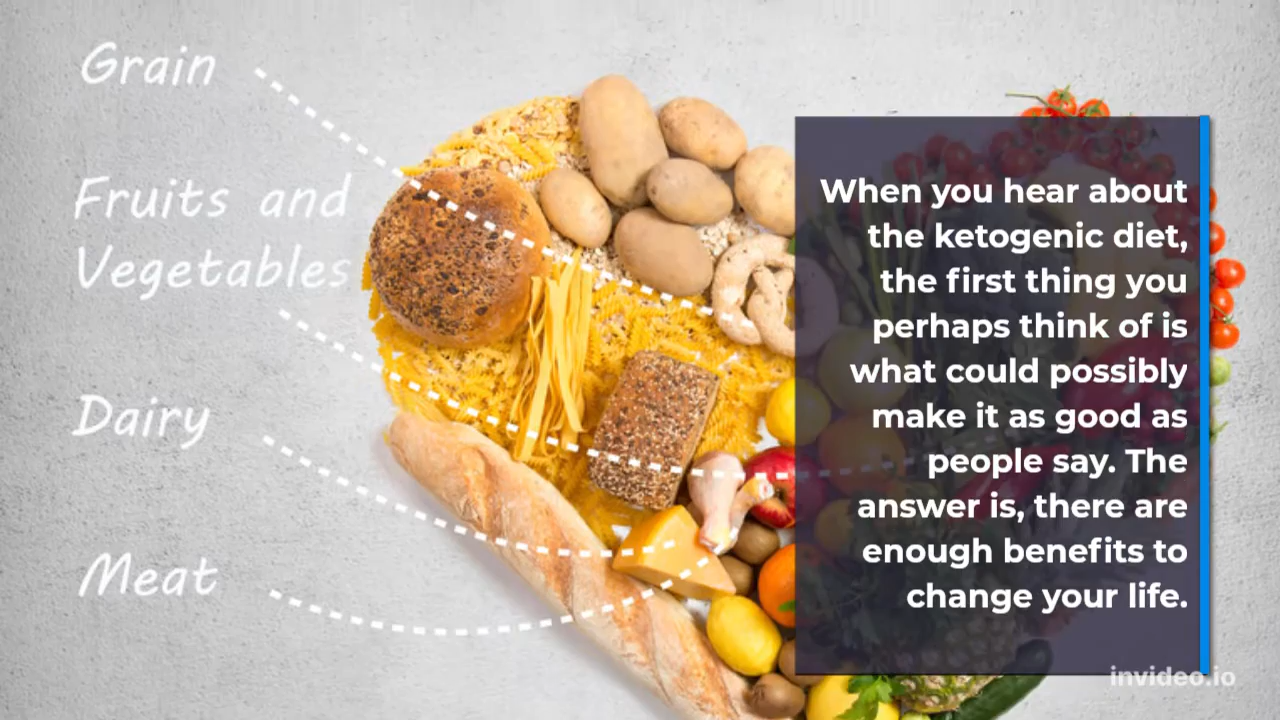 Grain
Fruits and
Vegetables
Dairy
Meat
When you hear about
the ketogenic diet,
the first thing you
perhaps think of is
what could possibly
make it as good as
people say. The
answer is, there are
enough benefits to
change your life.
invideo.io